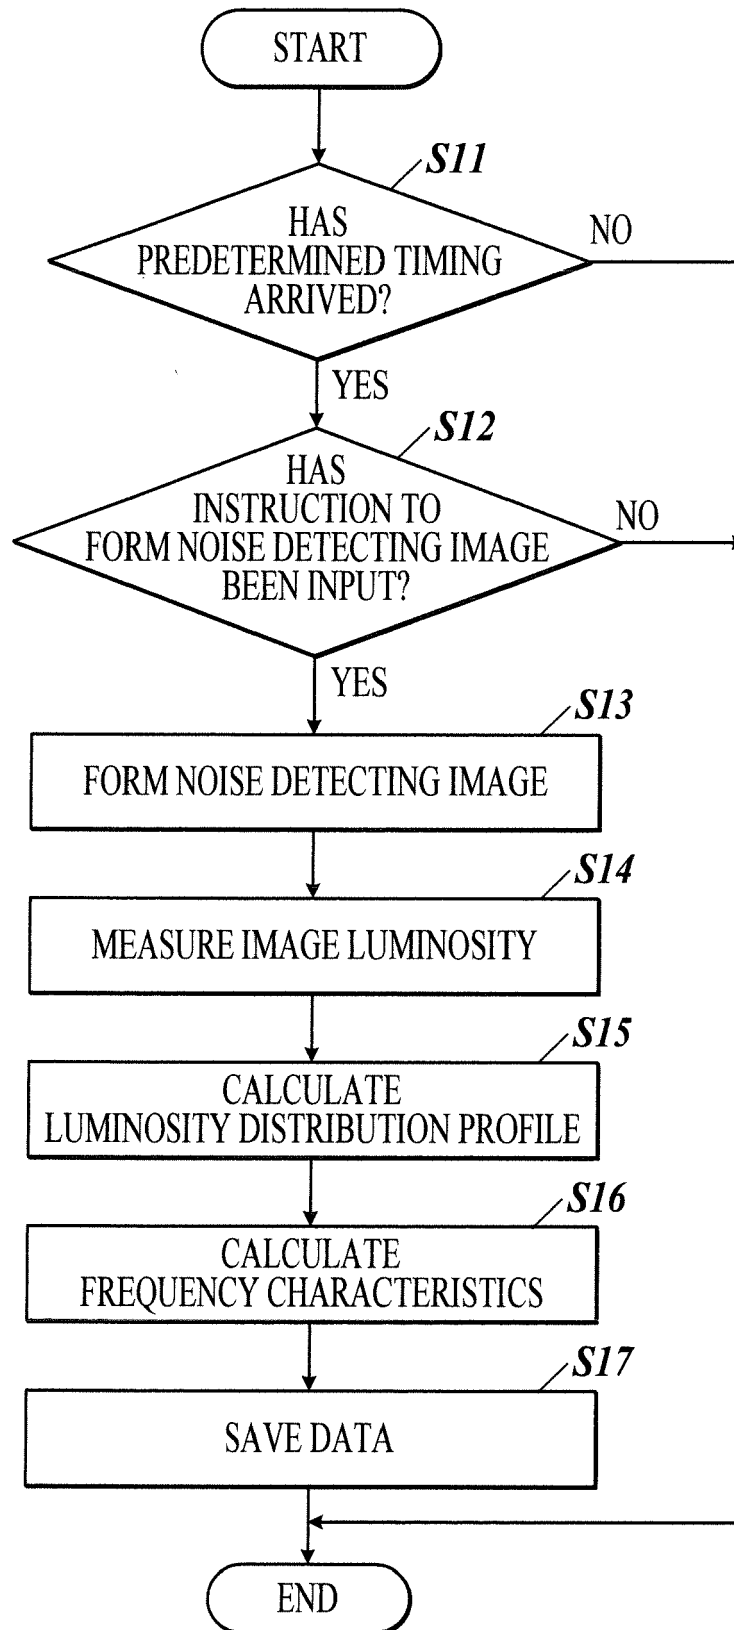 START
S11
HAS
PREDETERMINED TIMING
ARRIVED?
NO
YES
S12
HAS
INSTRUCTION TO
FORM NOISE DETECTING IMAGE
BEEN INPUT?
NO
YES
S13
FORM NOISE DETECTING IMAGE
S14
MEASURE IMAGE LUMINOSITY
S15
CALCULATE
LUMINOSITY DISTRIBUTION PROFILE
S16
CALCULATE
FREQUENCY CHARACTERISTICS
S17
SAVE DATA
END